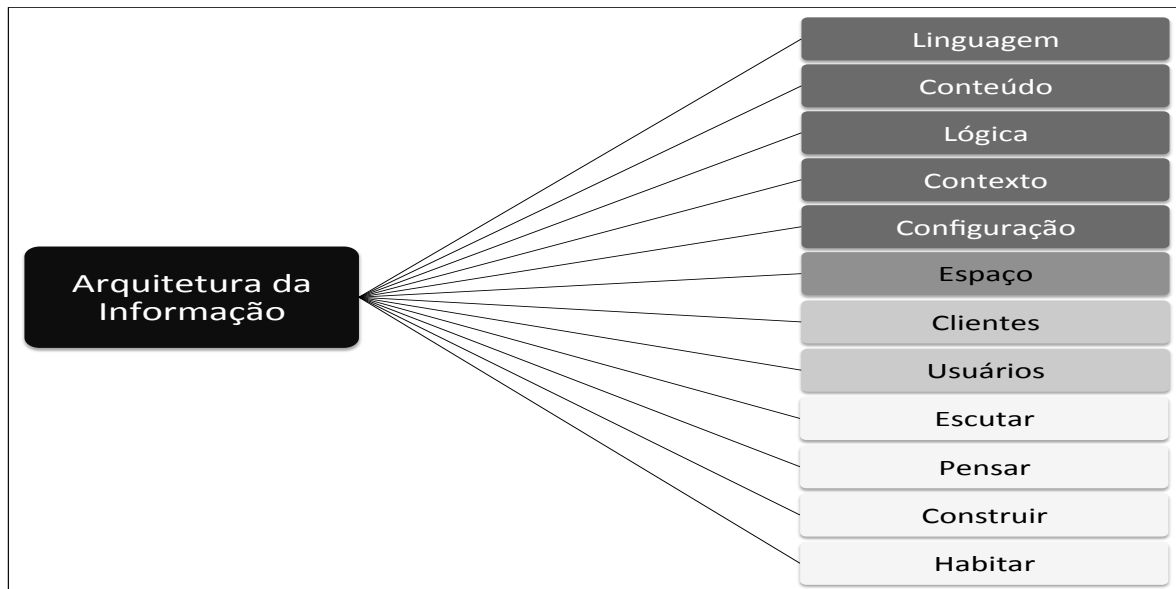 Linguagem
Conteúdo
Lógica
Contexto
Configuração
Arquitetura da
Informação
Espaço
Clientes
Usuários
Escutar
Pensar
Construir
Habitar